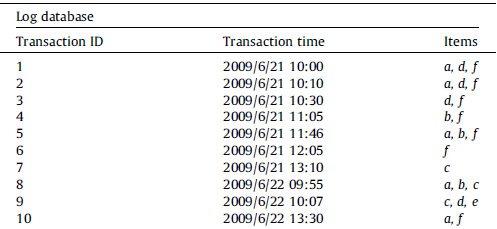 Log database
Transaction ID Transaction time Items
1 2009/6/21 10:00 a, d, f
2 2009/6/21 10:10 a, d, f
3 2009/6/21 10:30 d, f
4 2009/6/21 11:05 b, f
5 2009/6/21 11:46 a, b, f
6 2009/6/21 12:05 f
7 2009/6/21 13:10 c
8 2009/6/22 09:55 a, b, c
9 2009/6/22 10:07 c, d, e
10 2009/6/22 13:30 a, f